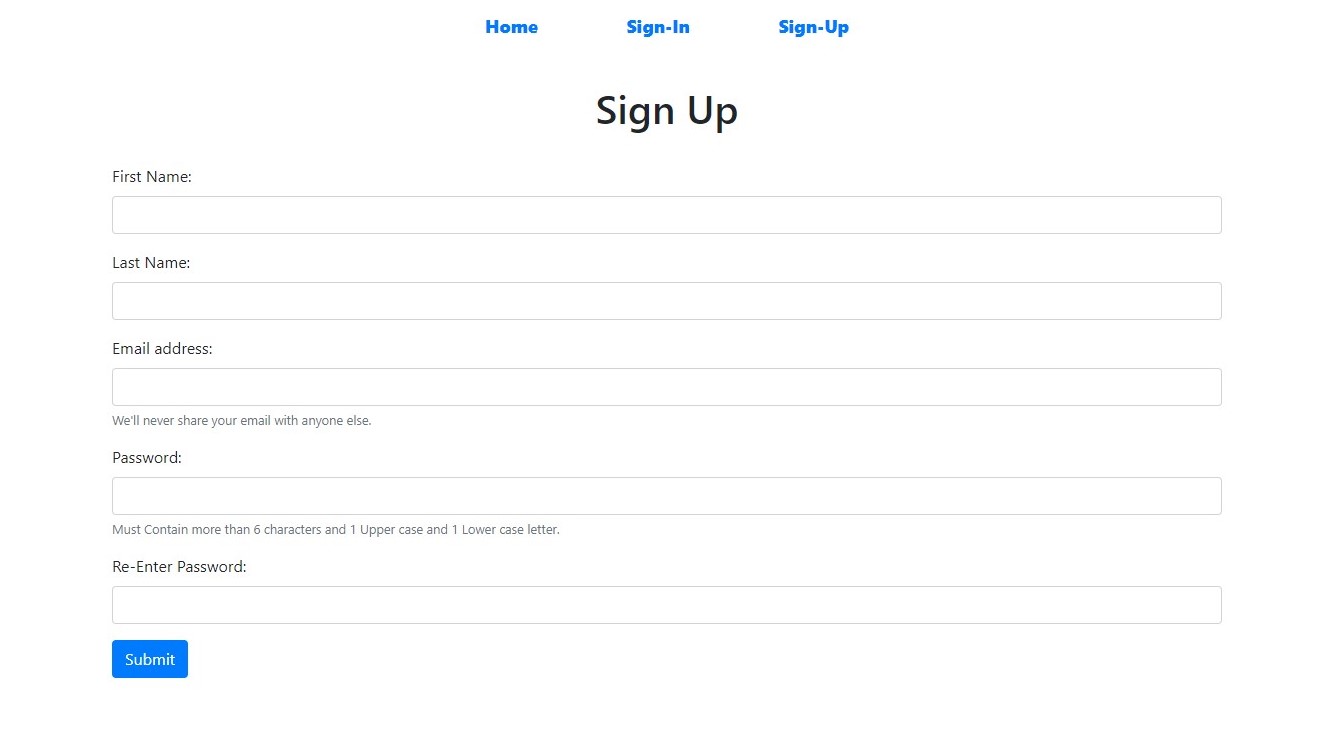 Home Sign-In Sign-Up
Sign Up
First Name:
Last Name:
Email address:
We'll never share your email with anyone else.
Password:
Must Contain more than 6 characters and 1 Upper case and 1 Lower case letter.
Re-Enter Password:
Submit